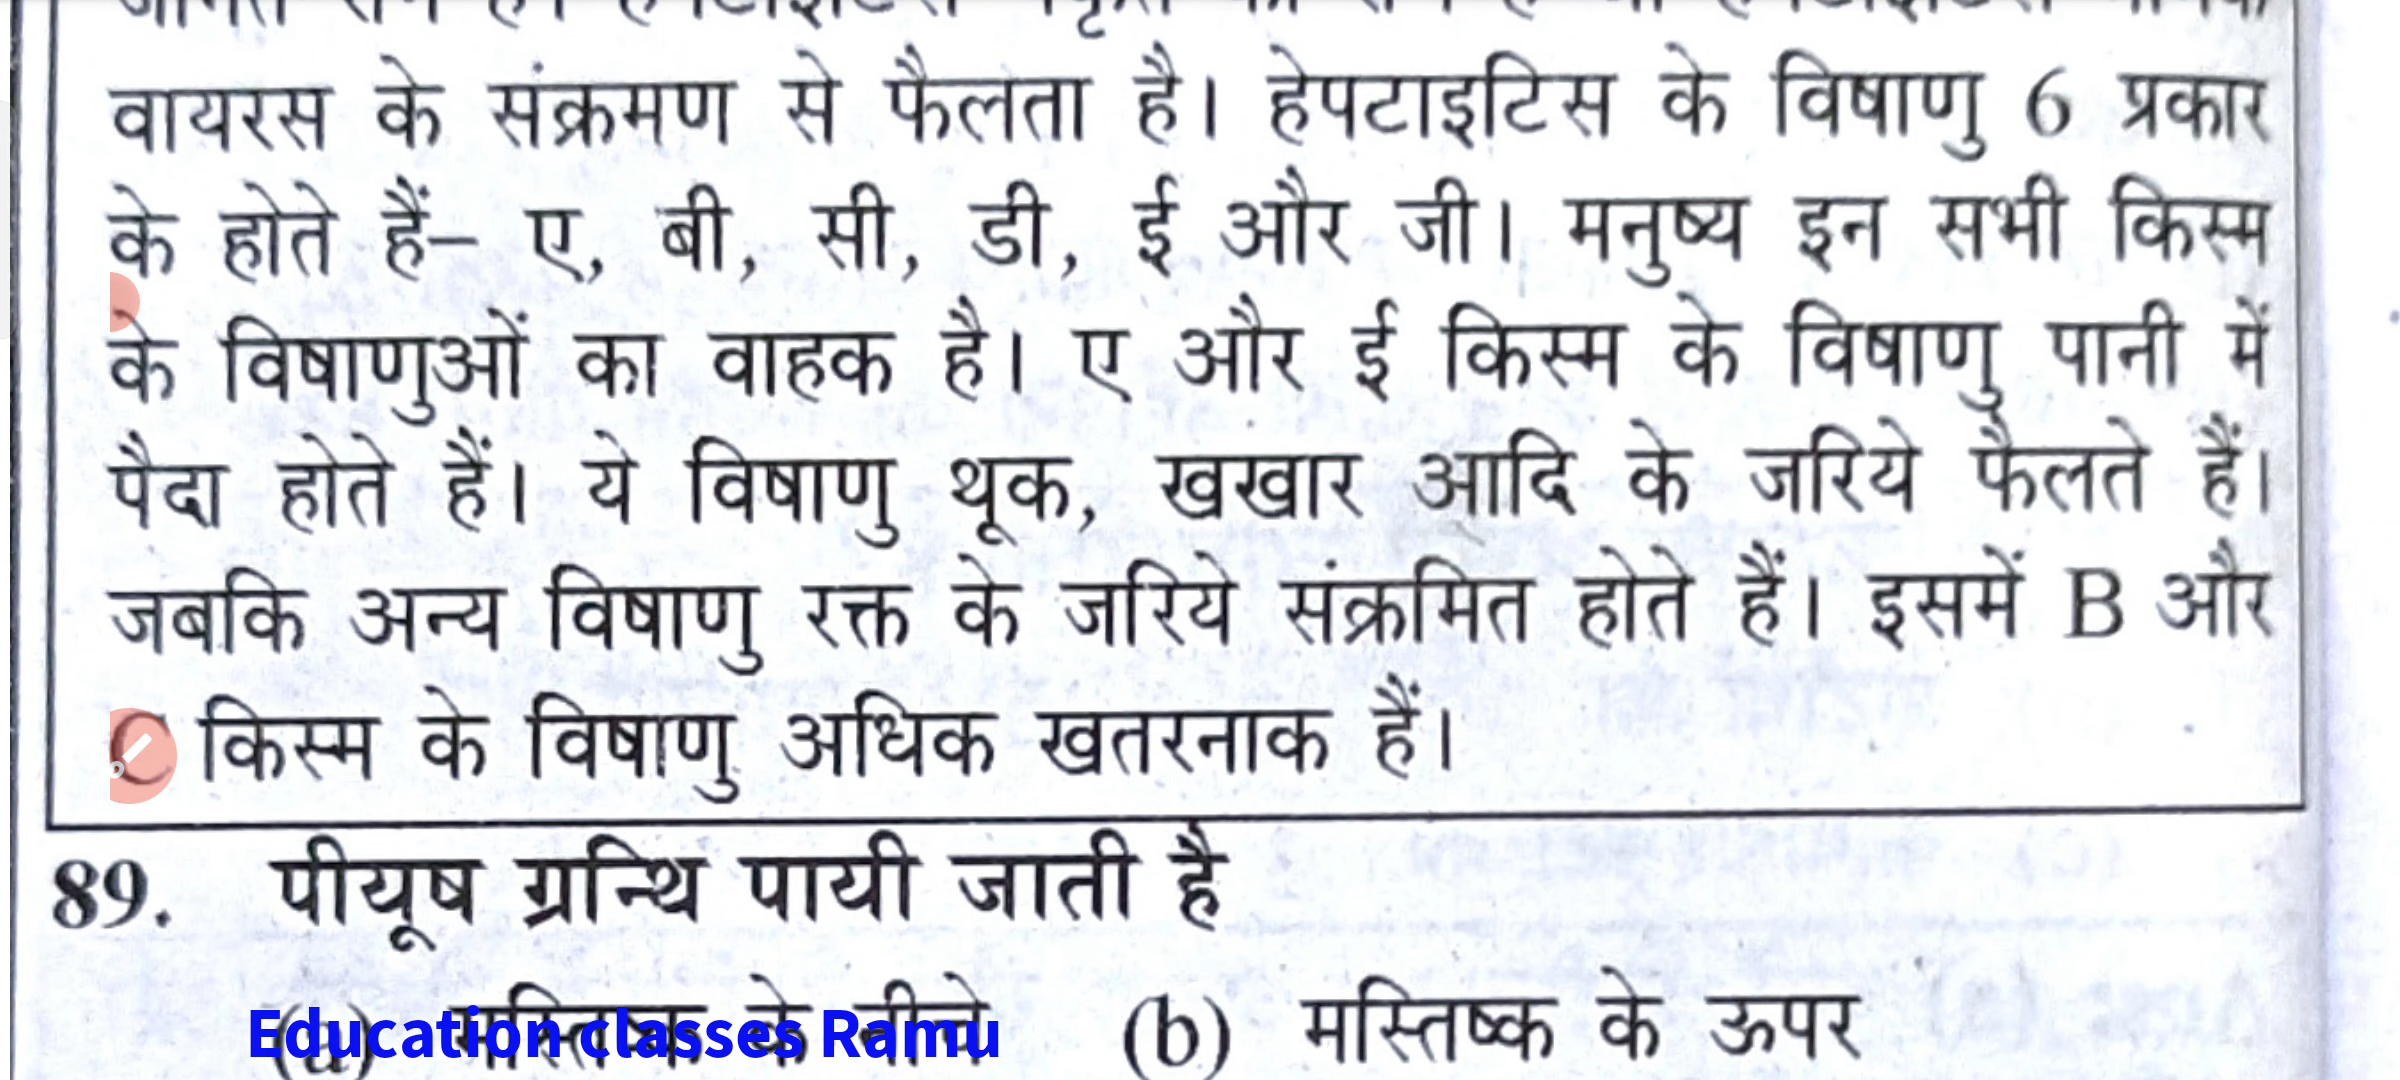 वायरस के संक्रमण से फैलता है। हेपटाइटिस के विषाणु 6 प्रकार
के होते हैं– ए, बी, सी, डी, ई और जी। मनुष्य इन सभी किस्म
के विषाणुओं का वाहक है। ए और ई किस्म के विषाणु पानी में
पैदा होते हैं। ये विषाणु थूक, खखार आदि के जरिये फैलते हैं।
जबकि अन्य विषाणु रक्त के जरिये संक्रमित होते हैं। इसमें B और
C किस्म के विषाणु अधिक खतरनाक हैं।
89. पीयूष ग्रन्थि पायी जाती है
(a) मस्तिष्क के नीचे (b) मस्तिष्क के ऊपर
Education classes Ramu